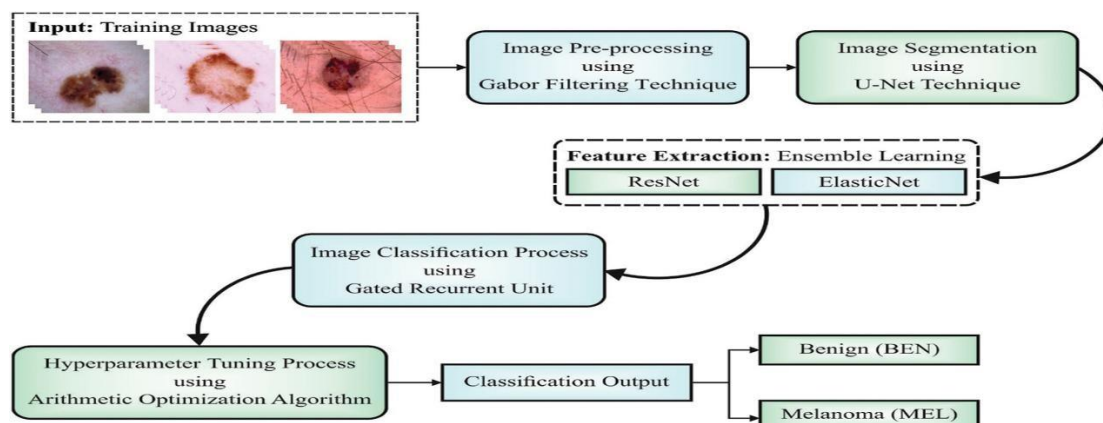 Input: Training Images
Image Pre-processing
using
Gabor Filtering Technique
Image Segmentation
using
U-Net Technique
Feature Extraction: Ensemble Learning
ResNet
ElasticNet
Image Classification Process
using
Gated Recurrent Unit
Hyperparameter Tuning Process
using
Arithmetic Optimization Algorithm
Classification Output
Benign (BEN)
Melanoma (MEL)